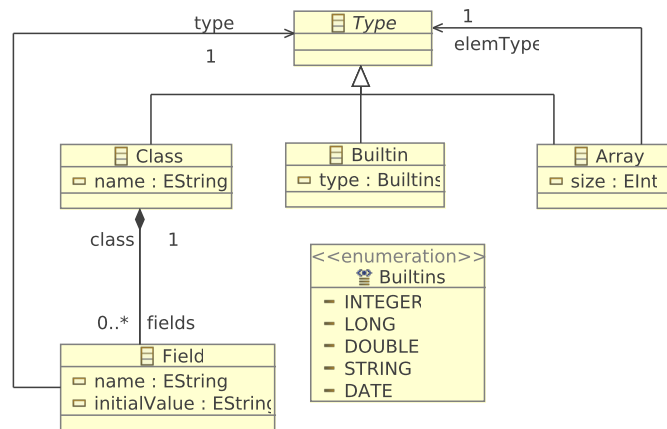 type
Type
1
1
elemType
Class
name : EString
Builtin
type : Builtins
Array
size : EInt
class
1
<<enumeration>>
Builtins
INTEGER
LONG
DOUBLE
STRING
DATE
0..*
fields
Field
name : EString
initialValue : EString